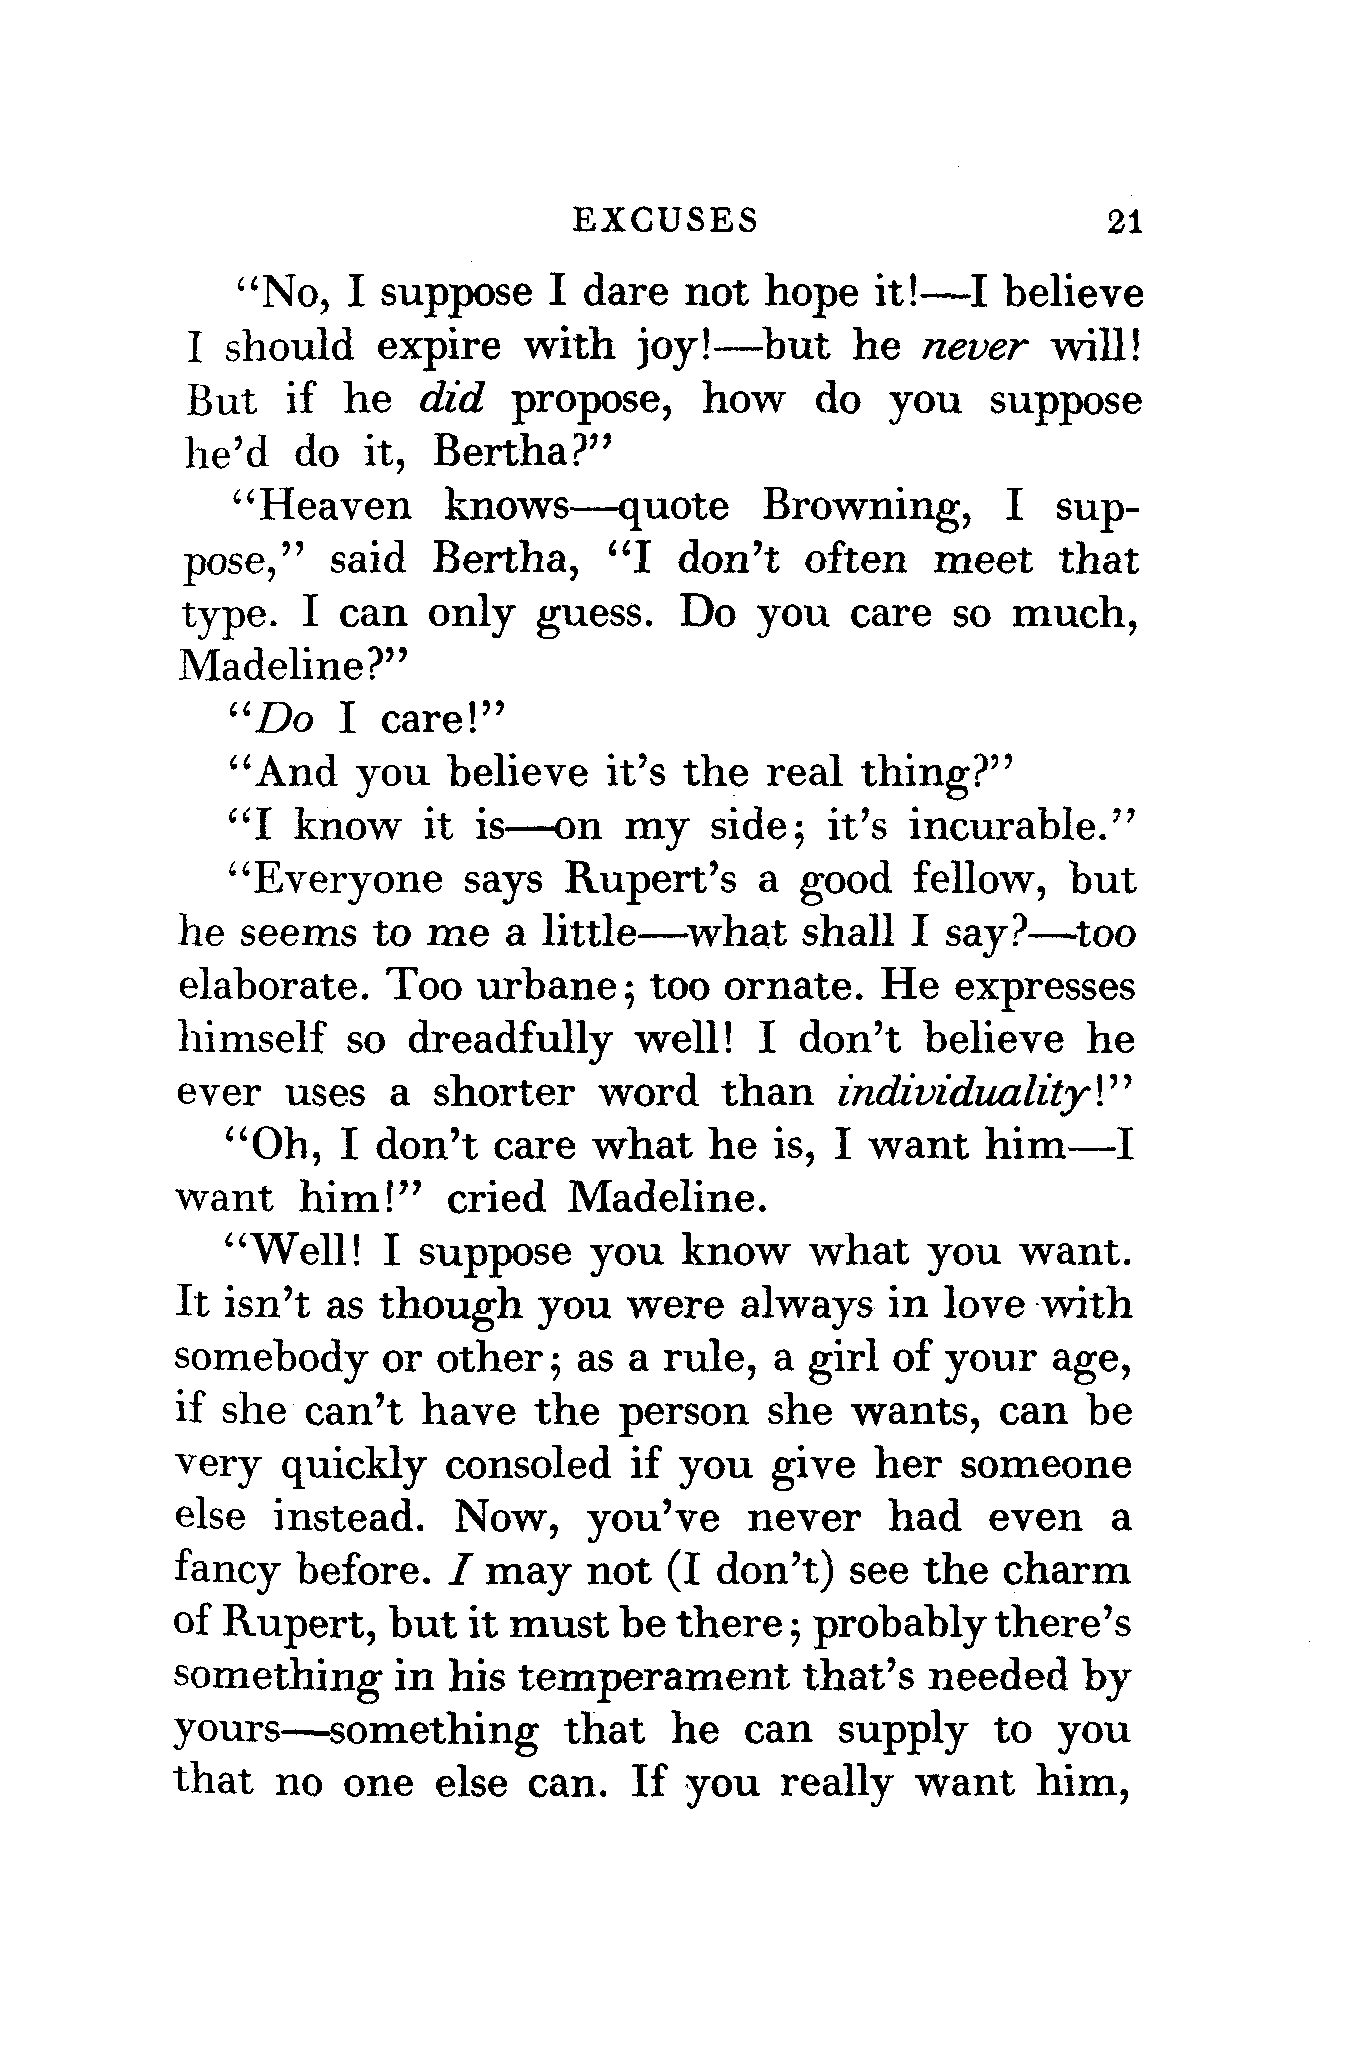 EXCUSES 21
"No, I suppose I dare not hope it!—I believe
I should expire with joy!—but he never will!
But if he did propose, how do you suppose
he'd do it, Bertha?"
"Heaven knows—quote Browning, I sup-
pose," said Bertha, "I don't often meet that
type. I can only guess. Do you care so much,
Madeline?"
"Do I care!"
"And you believe it's the real thing?"
"I know it is—on my side; it's incurable."
"Everyone says Rupert's a good fellow, but
he seems to me a little—what shall I say?—too
elaborate. Too urbane; too ornate. He expresses
himself so dreadfully well! I don't believe he
ever uses a shorter word than individuality!"
"Oh, I don't care what he is, I want him—I
want him!" cried Madeline.
"Well! I suppose you know what you want.
It isn't as though you were always in love with
somebody or other; as a rule, a girl of your age,
if she can't have the person she wants, can be
very quickly consoled if you give her someone
else instead. Now, you've never had even a
fancy before. I may not (I don't) see the charm
of Rupert, but it must be there; probably there's
something in his temperament that's needed by
yours—something that he can supply to you
that no one else can. If you really want him,